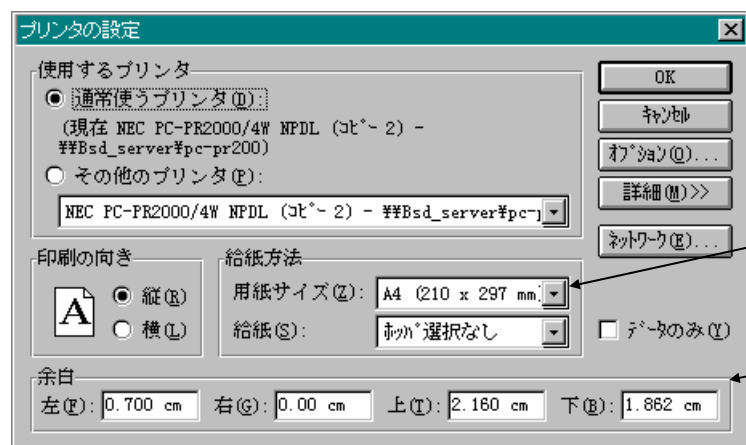 プリンタの設定
使用するプリンタ
通常使うプリンタ(D):
(現在 NEC PC-PR2000/4W NPDL (コピー 2) -
¥¥Bsd_server¥pc-pr200)
その他のプリンタ(P):
NEC PC-PR2000/4W NPDL (コピー 2) - ¥¥Bsd_server¥pc-p
OK
キャンセル
オプション(O)...
詳細(M)>>
ネットワーク(E)...
印刷の向き
A
縦(R)
横(L)
給紙方法
用紙サイズ(Z): A4 (210 x 297 mm)
給紙(S): ホッパ選択なし
データのみ(Y)
余白
左(F): 0.700 cm 右(G): 0.00 cm 上(T): 2.160 cm 下(B): 1.862 cm